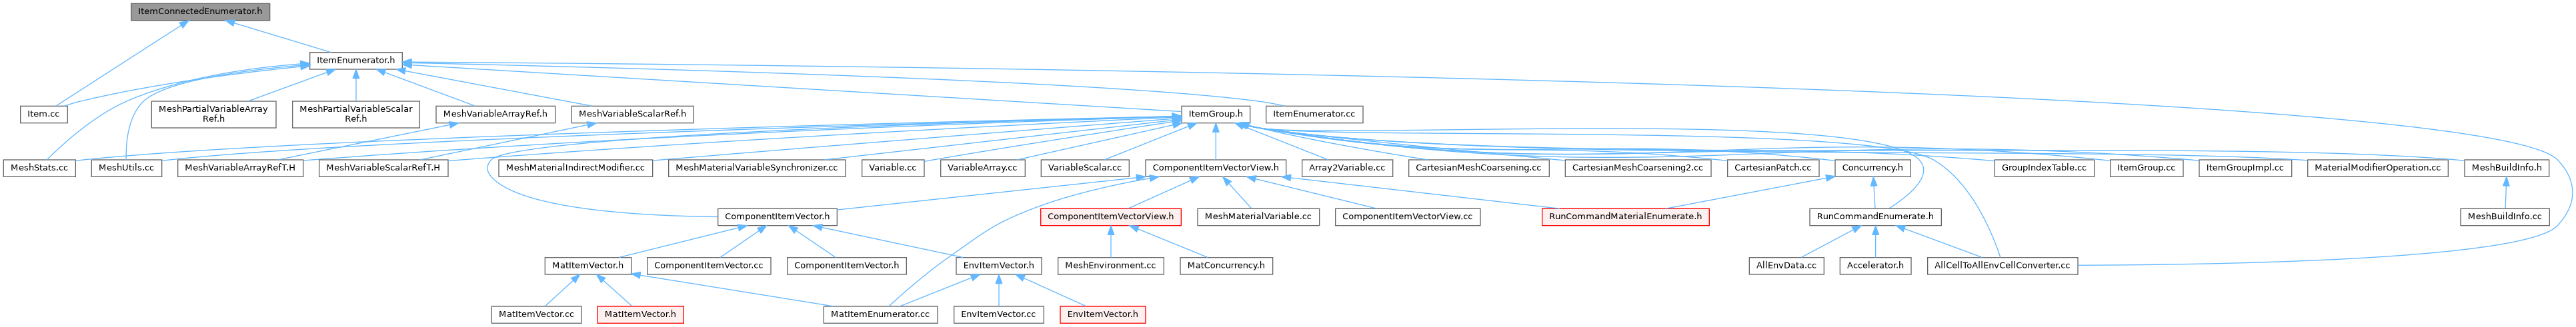 ItemConnectedEnumerator.h
ItemEnumerator.h
Item.cc
MeshPartialVariableArray
Ref.h
MeshPartialVariableScalar
Ref.h
MeshVariableArrayRef.h
MeshVariableScalarRef.h
ItemGroup.h
ItemEnumerator.cc
MeshStats.cc
MeshUtils.cc
MeshVariableArrayRefT.H
MeshVariableScalarRefT.H
MeshMaterialIndirectModifier.cc
MeshMaterialVariableSynchronizer.cc
Variable.cc
VariableArray.cc
VariableScalar.cc
ComponentItemVectorView.h
Array2Variable.cc
CartesianMeshCoarsening.cc
CartesianMeshCoarsening2.cc
CartesianPatch.cc
Concurrency.h
GroupIndexTable.cc
ItemGroup.cc
ItemGroupImpl.cc
MaterialModifierOperation.cc
MeshBuildInfo.h
ComponentItemVector.h
ComponentItemVectorView.h
MeshMaterialVariable.cc
ComponentItemVectorView.cc
RunCommandMaterialEnumerate.h
RunCommandEnumerate.h
MeshBuildInfo.cc
MatItemVector.h
ComponentItemVector.cc
ComponentItemVector.h
EnvItemVector.h
MeshEnvironment.cc
MatConcurrency.h
AllEnvData.cc
Accelerator.h
AllCellToAllEnvCellConverter.cc
MatItemVector.cc
MatItemVector.h
MatItemEnumerator.cc
EnvItemVector.cc
EnvItemVector.h